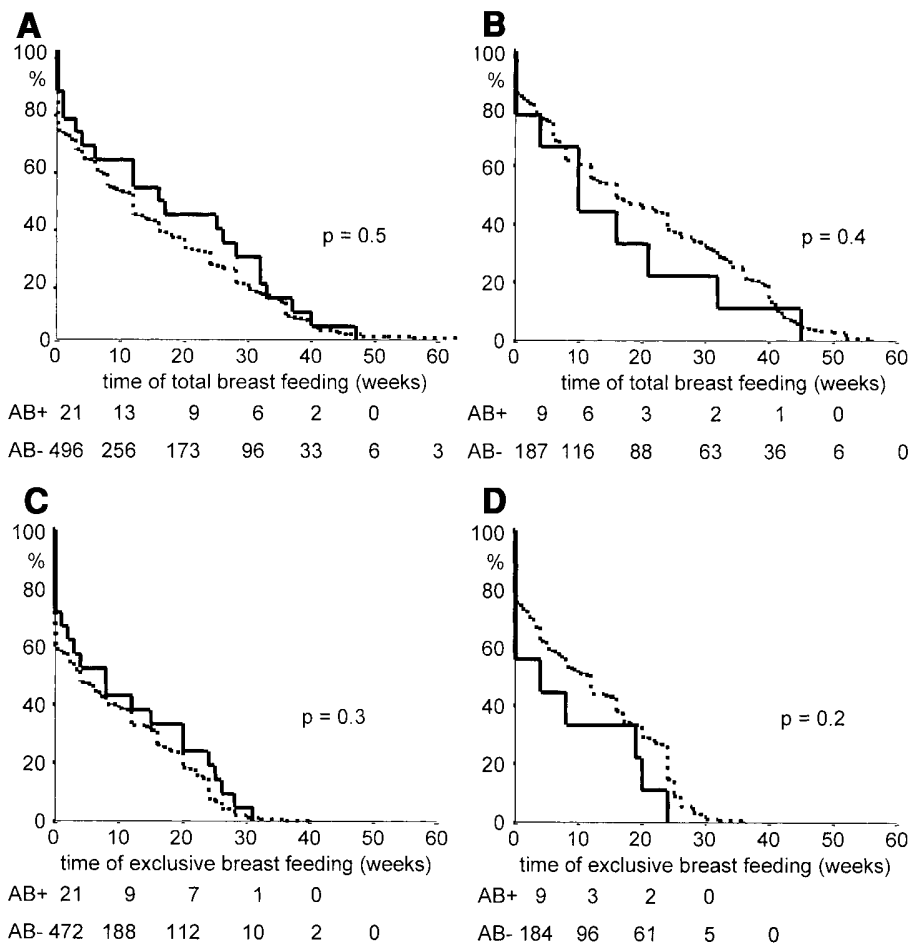 A
100
%
80
60
40
20
0
p = 0.5
0 10 20 30 40 50 60
time of total breast feeding (weeks)
AB+ 21 13 9 6 2 0
AB- 496 256 173 96 33 6 3
B
100
%
80
60
40
20
0
p = 0.4
0 10 20 30 40 50 60
time of total breast feeding (weeks)
AB+ 9 6 3 2 1 0
AB- 187 116 88 63 36 6 0
C
100
%
80
60
40
20
0
p = 0.3
0 10 20 30 40 50 60
time of exclusive breast feeding (weeks)
AB+ 21 9 7 1 0
AB- 472 188 112 10 2 0
D
100
%
80
60
40
20
0
p = 0.2
0 10 20 30 40 50 60
time of exclusive breast feeding (weeks)
AB+ 9 3 2 0
AB- 184 96 61 5 0